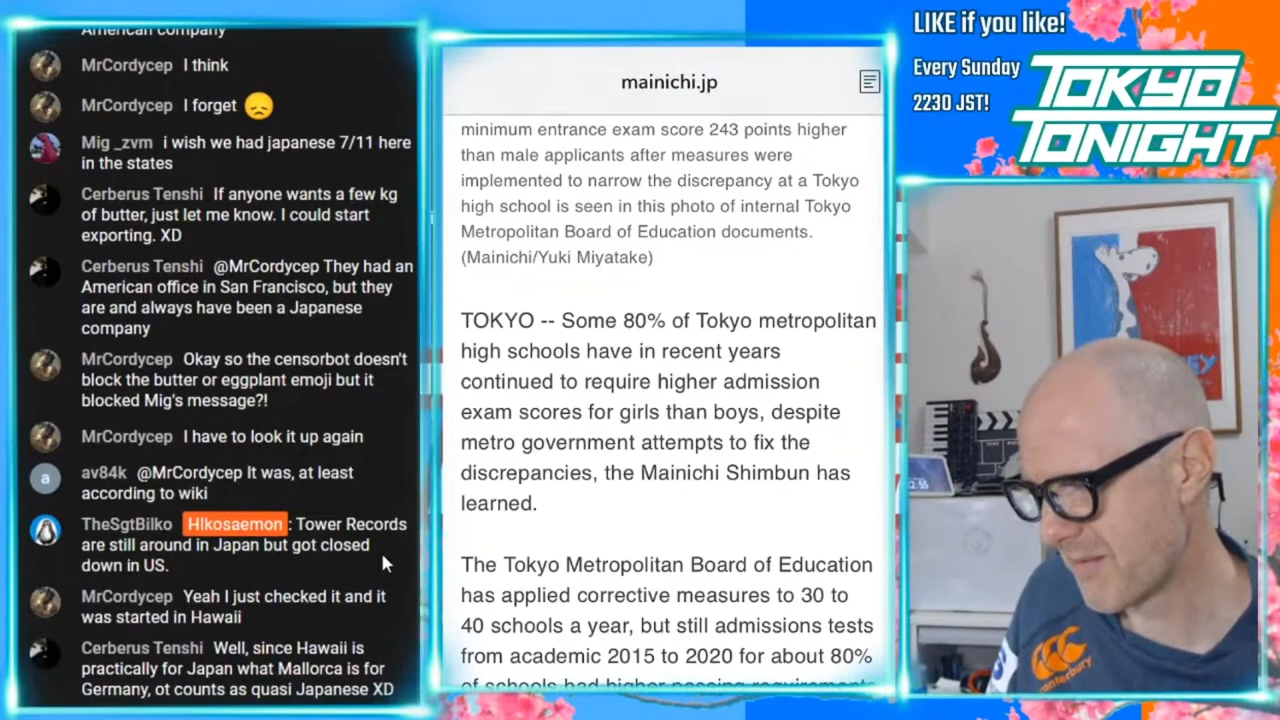 American company
MrCordycep I think
MrCordycep I forget
Mig _zvm i wish we had japanese 7/11 here
in the states
Cerberus Tenshi If anyone wants a few kg
of butter, just let me know. I could start
exporting. XD
Cerberus Tenshi @MrCordycep They had an
American office in San Francisco, but they
are and always have been a Japanese
company
MrCordycep Okay so the censorbot doesn't
block the butter or eggplant emoji but it
blocked Mig's message?!
MrCordycep I have to look it up again
a
av84k @MrCordycep It was, at least
according to wiki
TheSgtBilko HIkosaemon : Tower Records
are still around in Japan but got closed
down in US.
MrCordycep Yeah I just checked it and it
was started in Hawaii
Cerberus Tenshi Well, since Hawaii is
practically for Japan what Mallorca is for
Germany, ot counts as quasi Japanese XD
mainichi.jp
minimum entrance exam score 243 points higher
than male applicants after measures were
implemented to narrow the discrepancy at a Tokyo
high school is seen in this photo of internal Tokyo
Metropolitan Board of Education documents.
(Mainichi/Yuki Miyatake)
TOKYO -- Some 80% of Tokyo metropolitan
high schools have in recent years
continued to require higher admission
exam scores for girls than boys, despite
metro government attempts to fix the
discrepancies, the Mainichi Shimbun has
learned.
The Tokyo Metropolitan Board of Education
has applied corrective measures to 30 to
40 schools a year, but still admissions tests
from academic 2015 to 2020 for about 80%
of schools had higher passing requirements
LIKE if you like!
Every Sunday
2230 JST!
TOKYO
TONIGHT
canterbury